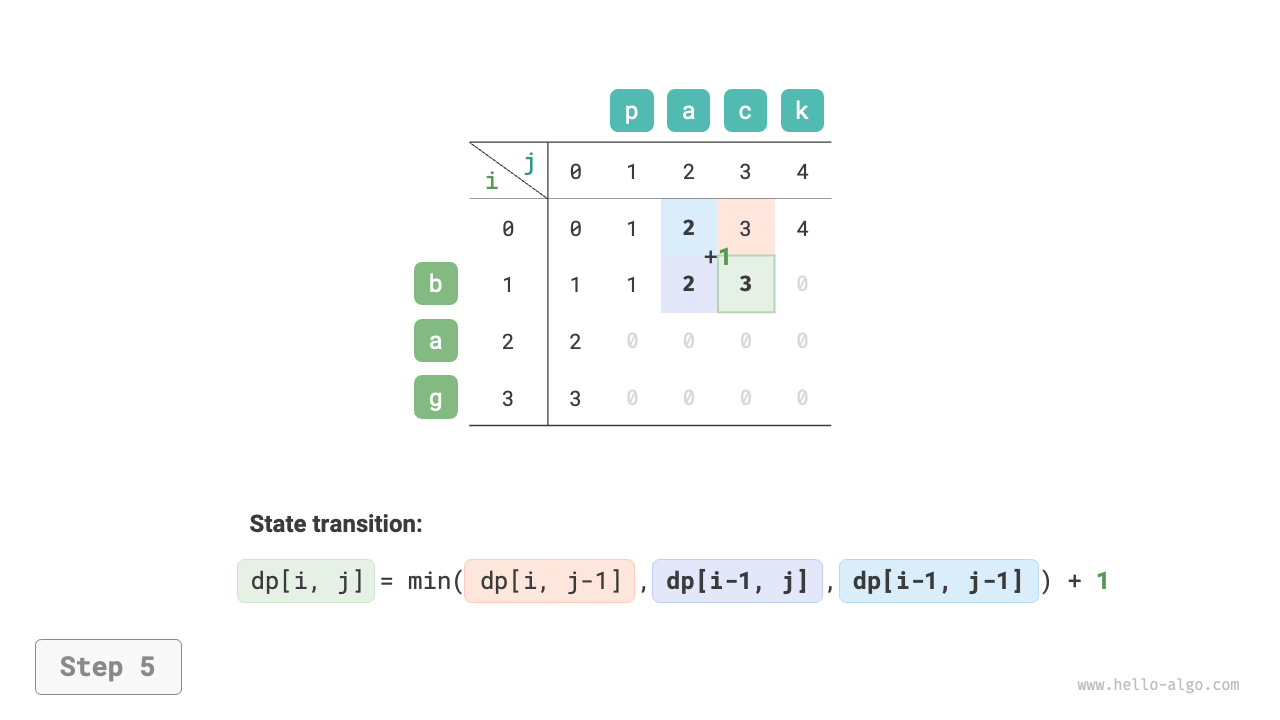 p a c k
j
i
0 1 2 3 4
0 0 1 2 3 4
+1
b 1 1 1 2 3 0
a 2 2 0 0 0 0
g 3 3 0 0 0 0
State transition:
dp[i, j] = min( dp[i, j-1] , dp[i-1, j] , dp[i-1, j-1] ) + 1
Step 5
www.hello-algo.com